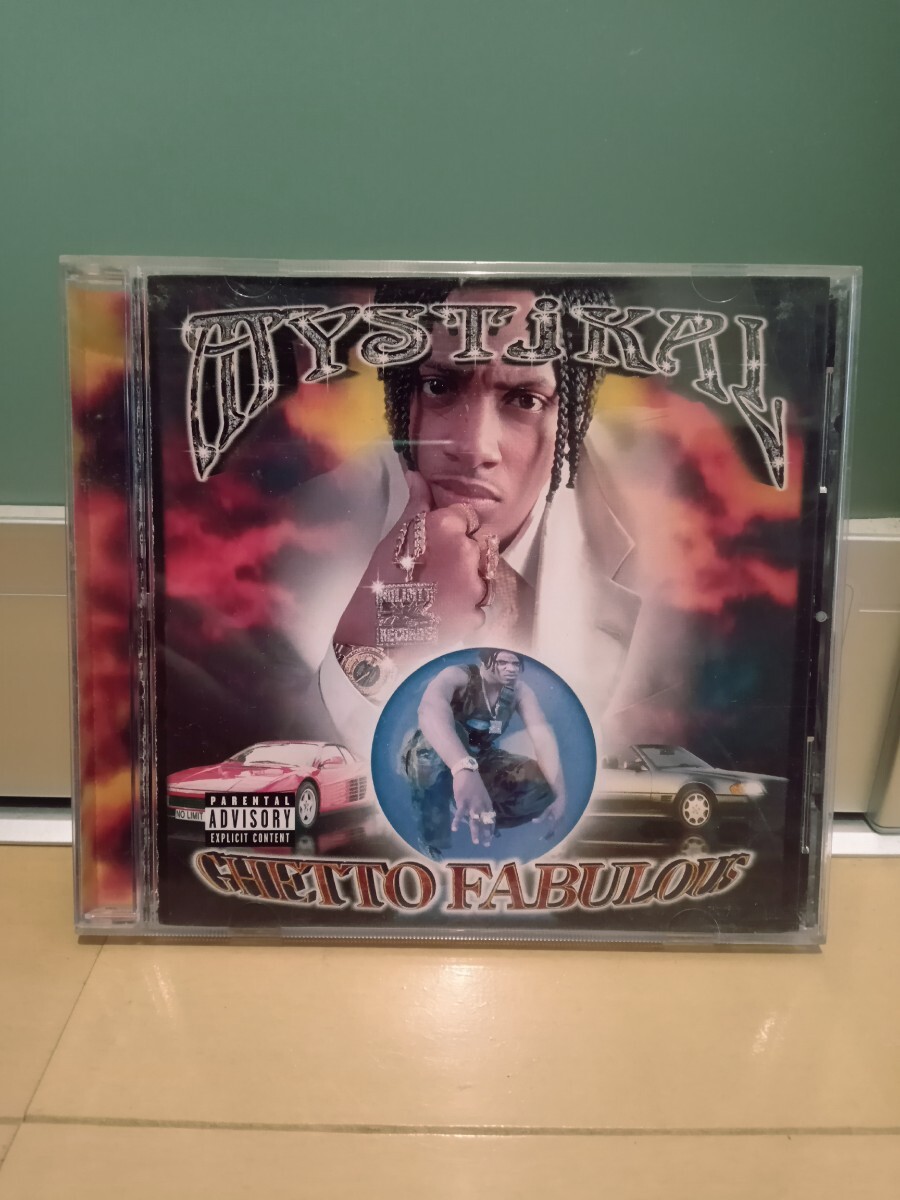 MYSTiKAL
NO LIMIT
RECORDS
NO LIMIT
PARENTAL
ADVISORY
EXPLICIT CONTENT
GHETTO FABULOUS